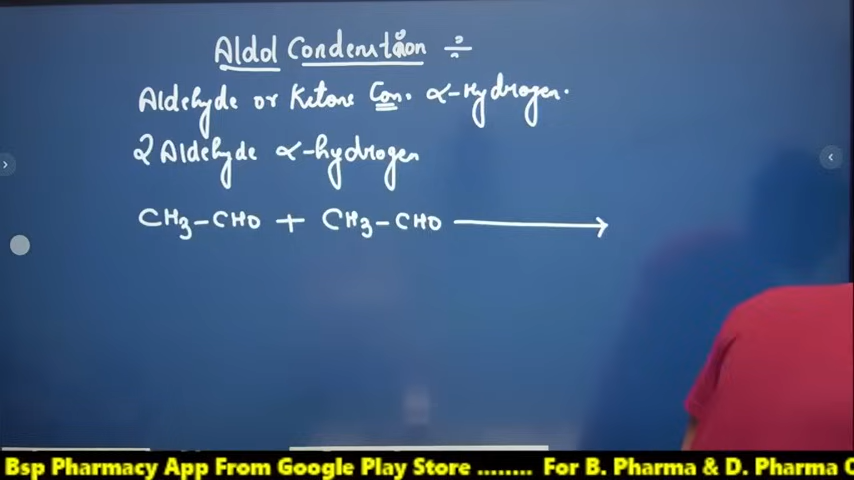 Aldol Condensation ÷
Aldehyde or Ketone Con. α-Hydrogen.
2 Aldehyde α-hydrogen
CH3-CHO + CH3-CHO ⟶
Bsp Pharmacy App From Google Play Store ........ For B. Pharma & D. Pharma